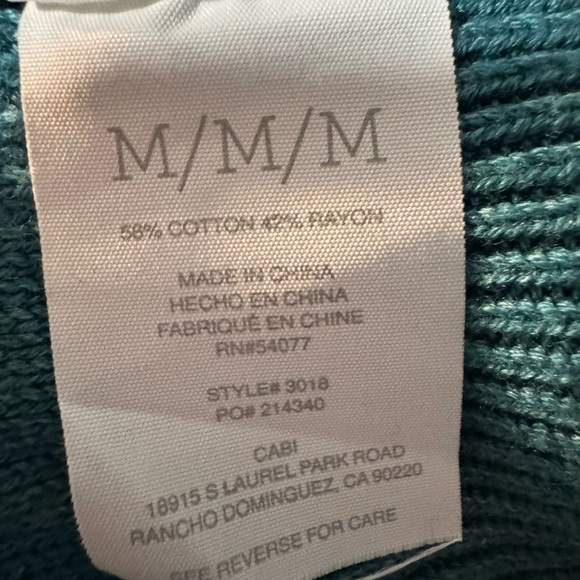 M/M/M
58% COTTON 42% RAYON
MADE IN CHINA
HECHO EN CHINA
FABRIQUÉ EN CHINE
RN#54077
STYLE# 3018
PO# 214340
CABI
18915 S LAUREL PARK ROAD
RANCHO DOMINGUEZ, CA 90220
SEE REVERSE FOR CARE